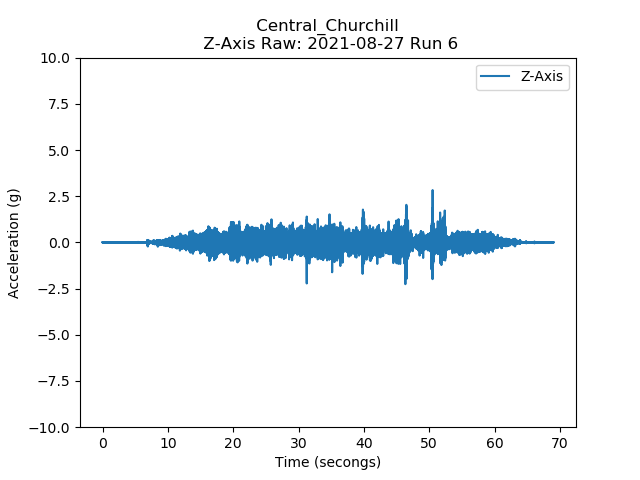 Central_Churchill
Z-Axis Raw: 2021-08-27 Run 6
10.0
7.5
5.0
2.5
0.0
−2.5
−5.0
−7.5
−10.0
Acceleration (g)
Z-Axis
0 10 20 30 40 50 60 70
Time (secongs)